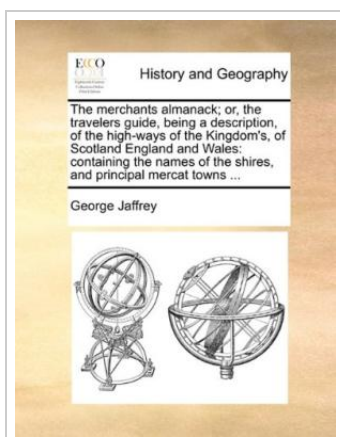 ECCO
History and Geography
The merchants almanack; or, the
travelers guide, being a description,
of the high-ways of the Kingdom's, of
Scotland England and Wales:
containing the names of the shires,
and principal mercat towns ...
George Jaffrey